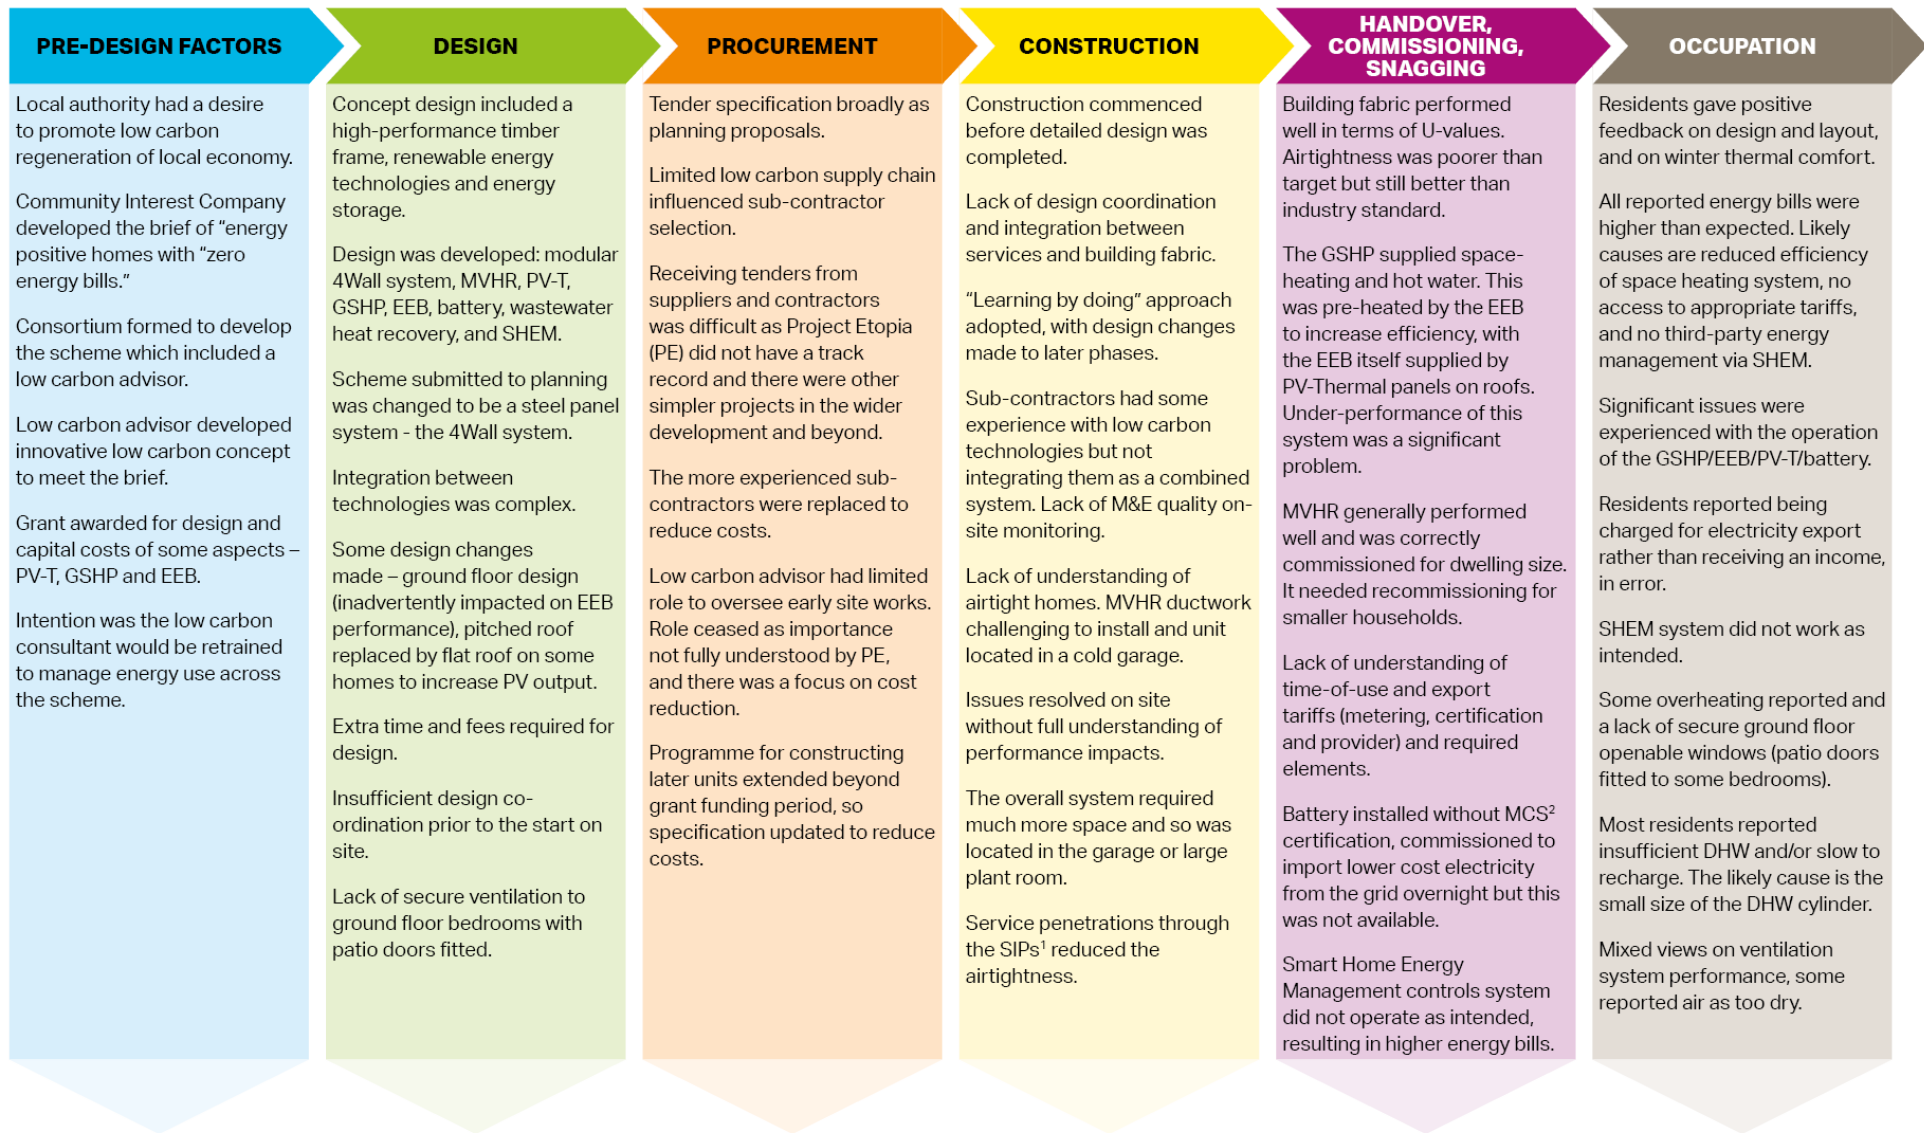 PRE-DESIGN FACTORS
Local authority had a desire
to promote low carbon
regeneration of local economy.
Community Interest Company
developed the brief of “energy
positive homes with “zero
energy bills.”
Consortium formed to develop
the scheme which included a
low carbon advisor.
Low carbon advisor developed
innovative low carbon concept
to meet the brief.
Grant awarded for design and
capital costs of some aspects –
PV-T, GSHP and EEB.
Intention was the low carbon
consultant would be retrained
to manage energy use across
the scheme.
DESIGN
Concept design included a
high-performance timber
frame, renewable energy
technologies and energy
storage.
Design was developed: modular
4Wall system, MVHR, PV-T,
GSHP, EEB, battery, wastewater
heat recovery, and SHEM.
Scheme submitted to planning
was changed to be a steel panel
system - the 4Wall system.
Integration between
technologies was complex.
Some design changes
made – ground floor design
(inadvertently impacted on EEB
performance), pitched roof
replaced by flat roof on some
homes to increase PV output.
Extra time and fees required for
design.
Insufficient design co-
ordination prior to the start on
site.
Lack of secure ventilation to
ground floor bedrooms with
patio doors fitted.
PROCUREMENT
Tender specification broadly as
planning proposals.
Limited low carbon supply chain
influenced sub-contractor
selection.
Receiving tenders from
suppliers and contractors
was difficult as Project Etopia
(PE) did not have a track
record and there were other
simpler projects in the wider
development and beyond.
The more experienced sub-
contractors were replaced to
reduce costs.
Low carbon advisor had limited
role to oversee early site works.
Role ceased as importance
not fully understood by PE,
and there was a focus on cost
reduction.
Programme for constructing
later units extended beyond
grant funding period, so
specification updated to reduce
costs.
CONSTRUCTION
Construction commenced
before detailed design was
completed.
Lack of design coordination
and integration between
services and building fabric.
“Learning by doing” approach
adopted, with design changes
made to later phases.
Sub-contractors had some
experience with low carbon
technologies but not
integrating them as a combined
system. Lack of M&E quality on-
site monitoring.
Lack of understanding of
airtight homes. MVHR ductwork
challenging to install and unit
located in a cold garage.
Issues resolved on site
without full understanding of
performance impacts.
The overall system required
much more space and so was
located in the garage or large
plant room.
Service penetrations through
the SIPs¹ reduced the
airtightness.
HANDOVER,
COMMISSIONING,
SNAGGING
Building fabric performed
well in terms of U-values.
Airtightness was poorer than
target but still better than
industry standard.
The GSHP supplied space-
heating and hot water. This
was pre-heated by the EEB
to increase efficiency, with
the EEB itself supplied by
PV-Thermal panels on roofs.
Under-performance of this
system was a significant
problem.
MVHR generally performed
well and was correctly
commissioned for dwelling size.
It needed recommissioning for
smaller households.
Lack of understanding of
time-of-use and export
tariffs (metering, certification
and provider) and required
elements.
Battery installed without MCS²
certification, commissioned to
import lower cost electricity
from the grid overnight but this
was not available.
Smart Home Energy
Management controls system
did not operate as intended,
resulting in higher energy bills.
OCCUPATION
Residents gave positive
feedback on design and layout,
and on winter thermal comfort.
All reported energy bills were
higher than expected. Likely
causes are reduced efficiency
of space heating system, no
access to appropriate tariffs,
and no third-party energy
management via SHEM.
Significant issues were
experienced with the operation
of the GSHP/EEB/PV-T/battery.
Residents reported being
charged for electricity export
rather than receiving an income,
in error.
SHEM system did not work as
intended.
Some overheating reported and
a lack of secure ground floor
openable windows (patio doors
fitted to some bedrooms).
Most residents reported
insufficient DHW and/or slow to
recharge. The likely cause is the
small size of the DHW cylinder.
Mixed views on ventilation
system performance, some
reported air as too dry.